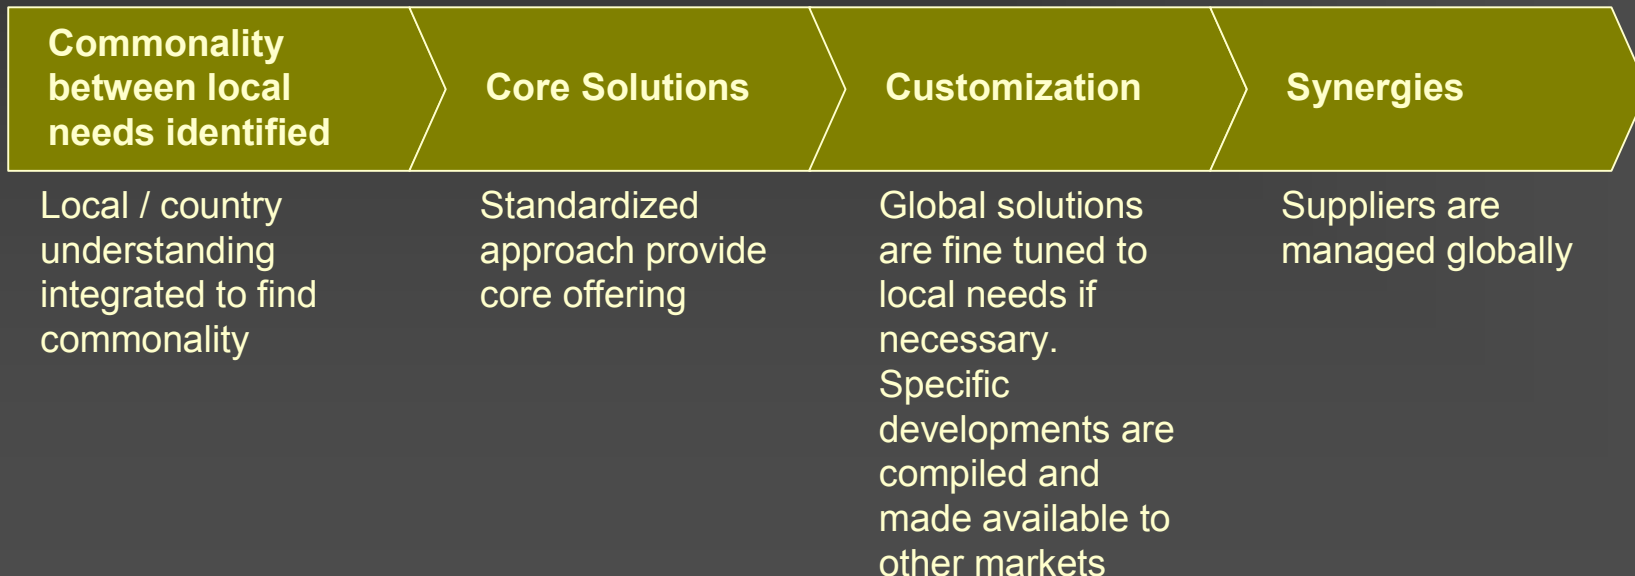 Commonality
between local
needs identified
Core Solutions
Customization
Synergies
Local / country
understanding
integrated to find
commonality
Standardized
approach provide
core offering
Global solutions
are fine tuned to
local needs if
necessary.
Specific
developments are
compiled and
made available to
other markets
Suppliers are
managed globally